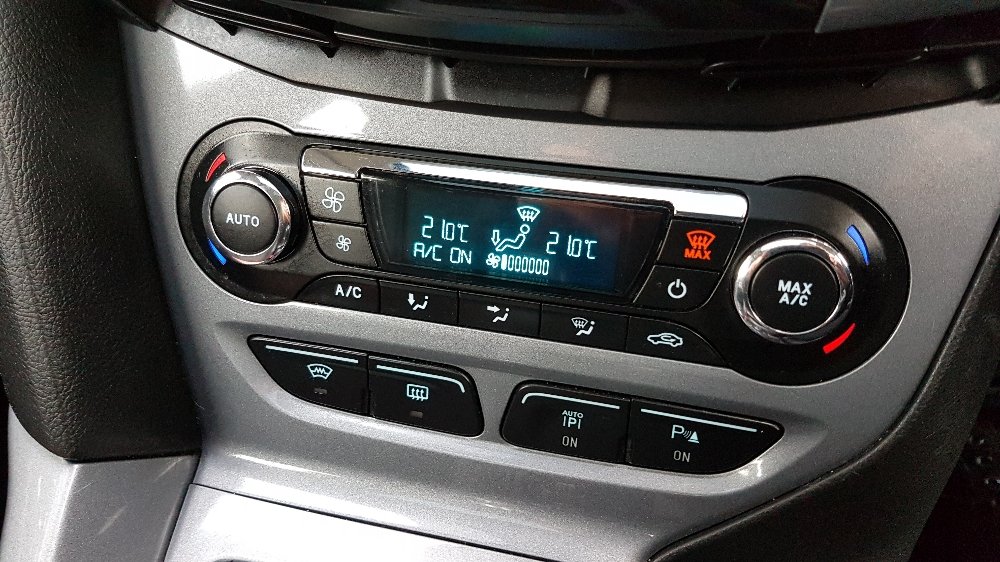 AUTO
21.0°C
21.0°C
A/C ON
MAX
MAX
A/C
A/C
AUTO
|P|
ON
P
ON